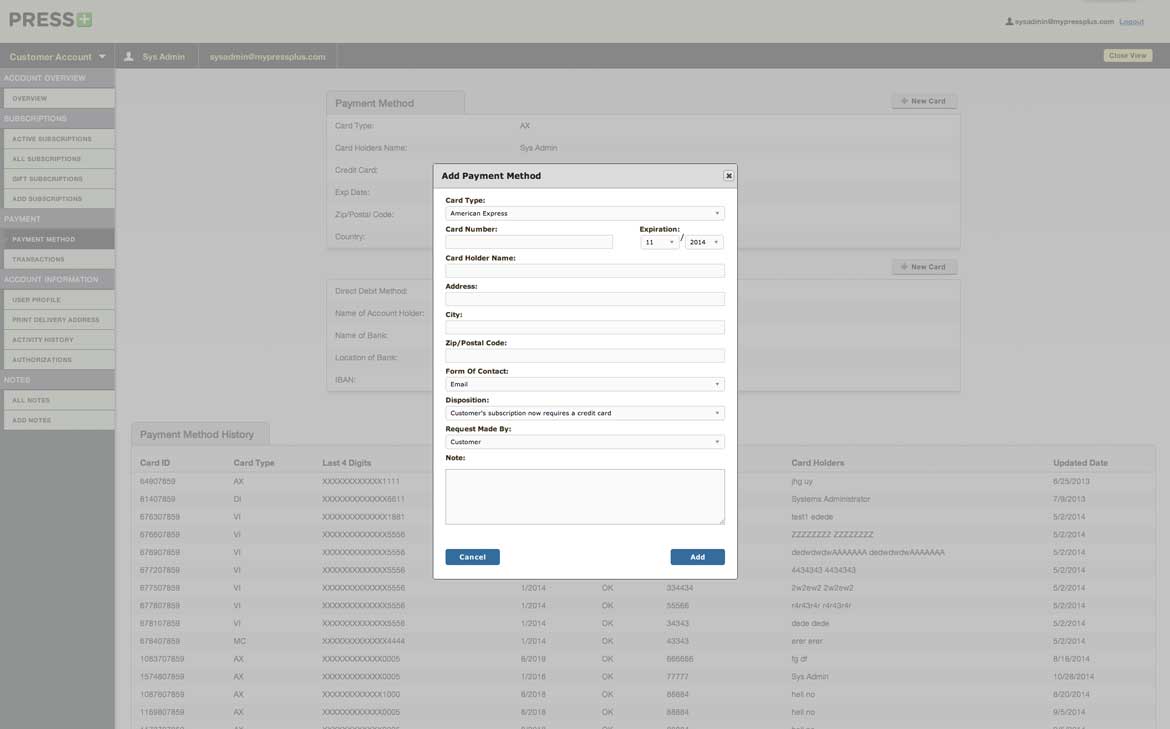 PRESS+
sysadmin@mypressplus.com Logout
Customer Account Sys Admin sysadmin@mypressplus.com Close View
ACCOUNT OVERVIEW
OVERVIEW
SUBSCRIPTIONS
ACTIVE SUBSCRIPTIONS
ALL SUBSCRIPTIONS
GIFT SUBSCRIPTIONS
ADD SUBSCRIPTIONS
PAYMENT
PAYMENT METHOD
TRANSACTIONS
ACCOUNT INFORMATION
USER PROFILE
PRINT DELIVERY ADDRESS
ACTIVITY HISTORY
AUTHORIZATIONS
NOTES
ALL NOTES
ADD NOTES
Payment Method + New Card
Card Type: AX
Card Holders Name: Sys Admin
Credit Card:
Exp Date:
Zip/Postal Code:
Country:
+ New Card
Direct Debit Method:
Name of Account Holder:
Name of Bank:
Location of Bank:
IBAN:
Add Payment Method
Card Type:
American Express
Card Number: Expiration:
11 / 2014
Card Holder Name:
Address:
City:
Zip/Postal Code:
Form Of Contact:
Email
Disposition:
Customer's subscription now requires a credit card
Request Made By:
Customer
Note:
Cancel Add
Payment Method History
Card ID Card Type Last 4 Digits Card Holders Updated Date
64907859 AX XXXXXXXXXXXX1111 jhg uy 6/25/2013
81407859 DI XXXXXXXXXXXXX6611 Systems Administrator 7/9/2013
676307859 VI XXXXXXXXXXXXX1881 test1 edede 5/2/2014
676607859 VI XXXXXXXXXXXXX5556 ZZZZZZZZ ZZZZZZZZ 5/2/2014
676907859 VI XXXXXXXXXXXXX5556 dedwdwdwAAAAAAA dedwdwdwAAAAAAA 5/2/2014
677207859 VI XXXXXXXXXXXXX5556 4434343 4434343 5/2/2014
677507859 VI XXXXXXXXXXXXX5556 1/2014 OK 334434 2w2ew2 2w2ew2 5/2/2014
677807859 VI XXXXXXXXXXXXX5556 1/2014 OK 55566 r4r43r4r r4r43r4r 5/2/2014
678107859 VI XXXXXXXXXXXXX5556 1/2014 OK 34343 dede dede 5/2/2014
678407859 MC XXXXXXXXXXXXX4444 1/2014 OK 43343 erer erer 5/2/2014
1083707859 AX XXXXXXXXXXXX0005 8/2019 OK 666666 fg df 8/18/2014
1574807859 AX XXXXXXXXXXXX0005 1/2016 OK 77777 Sys Admin 10/28/2014
1087607859 AX XXXXXXXXXXXX1000 8/2018 OK 88884 hell no 8/20/2014
1169807859 AX XXXXXXXXXXXX0005 8/2018 OK 88884 hell no 9/5/2014